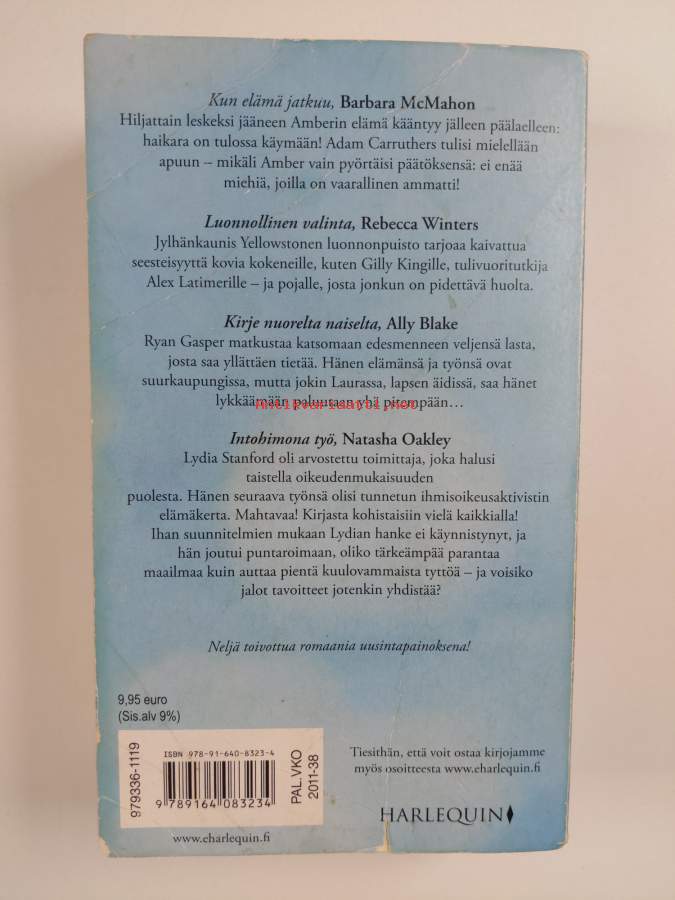 Kun elämä jatkuu, Barbara McMahon
Hiljattain leskeksi jääneen Amberin elämä kääntyy jälleen päälaelleen:
haikara on tulossa käymään! Adam Carruthers tulisi mielellään
apuun – mikäli Amber vain pyörtäisi päätöksensä: ei enää
miehiä, joilla on vaarallinen ammatti!
Luonnollinen valinta, Rebecca Winters
Jylhänkaunis Yellowstonen luonnonpuisto tarjoaa kaivattua
seesteisyyttä kovia kokeneille, kuten Gilly Kingille, tulivuoritutkija
Alex Latimerille – ja pojalle, josta jonkun on pidettävä huolta.
Kirje nuorelta naiselta, Ally Blake
Ryan Gasper matkustaa katsomaan edesmenneen veljensä lasta,
josta saa yllättäen tietää. Hänen elämänsä ja työnsä ovat
suurkaupungissa, mutta jokin Laurassa, lapsen äidissä, saa hänet
lykkäämään paluutaan yhä pitempään…
Antikvariaatti.net
Intohimona työ, Natasha Oakley
Lydia Stanford oli arvostettu toimittaja, joka halusi
taistella oikeudenmukaisuuden
puolesta. Hänen seuraava työnsä olisi tunnetun ihmisoikeusaktivistin
elämäkerta. Mahtavaa! Kirjasta kohistaisiin vielä kaikkialla!
Ihan suunnitelmien mukaan Lydian hanke ei käynnistynyt, ja
hän joutui puntaroimaan, oliko tärkeämpää parantaa
maailmaa kuin auttaa pientä kuulovammaista tyttöä – ja voisiko
jalot tavoitteet jotenkin yhdistää?
Neljä toivottua romaania uusintapainoksena!
9,95 euro
(Sis.alv 9%)
979336-1119
ISBN 978-91-640-8323-4
9 789164 083234
PAL.VKO
2011-38
www.eharlequin.fi
Tiesithän, että voit ostaa kirjojamme
myös osoitteesta www.eharlequin.fi
HARLEQUIN